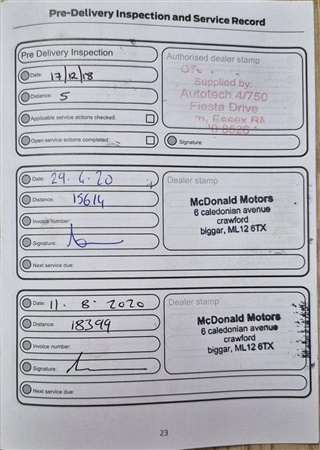 Pre-Delivery Inspection and Service Record
Pre Delivery Inspection
Date: 17/12/18
Distance: 5
Applicable service actions checked:
Open service actions completed:
Authorised dealer stamp
Supplied by:
Autotech 4/750
Fiesta Drive
Essex
Signature:
Date: 29.6.20
Distance: 15614
Invoice number:
Signature:
Next service due:
Dealer stamp
McDonald Motors
6 caledonian avenue
crawford
biggar, ML12 6TX
Date: 11.8.2020
Distance: 18399
Invoice number:
Signature:
Next service due:
Dealer stamp
McDonald Motors
6 caledonian avenue
crawford
biggar, ML12 6TX
23